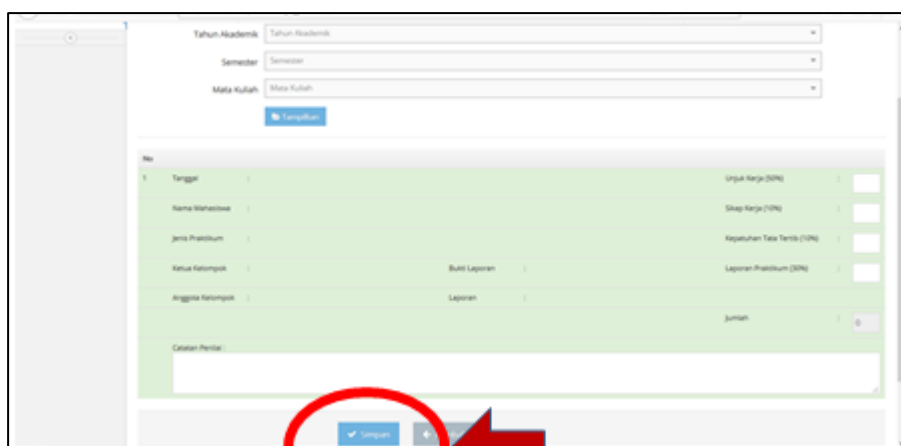 Tahun Akademik Tahun Akademik
Semester Semester
Mata Kuliah Mata Kuliah
Tampilkan
No
1 Tanggal : Unjuk Kerja (50%) :
Nama Mahasiswa : Sikap Kerja (10%) :
Jenis Praktikum : Kepatuhan Tata Tertib (10%) :
Ketua Kelompok : Bukti Laporan : Laporan Praktikum (30%) :
Anggota Kelompok : Laporan :
Jumlah : 0
Catatan Penilai :
Simpan